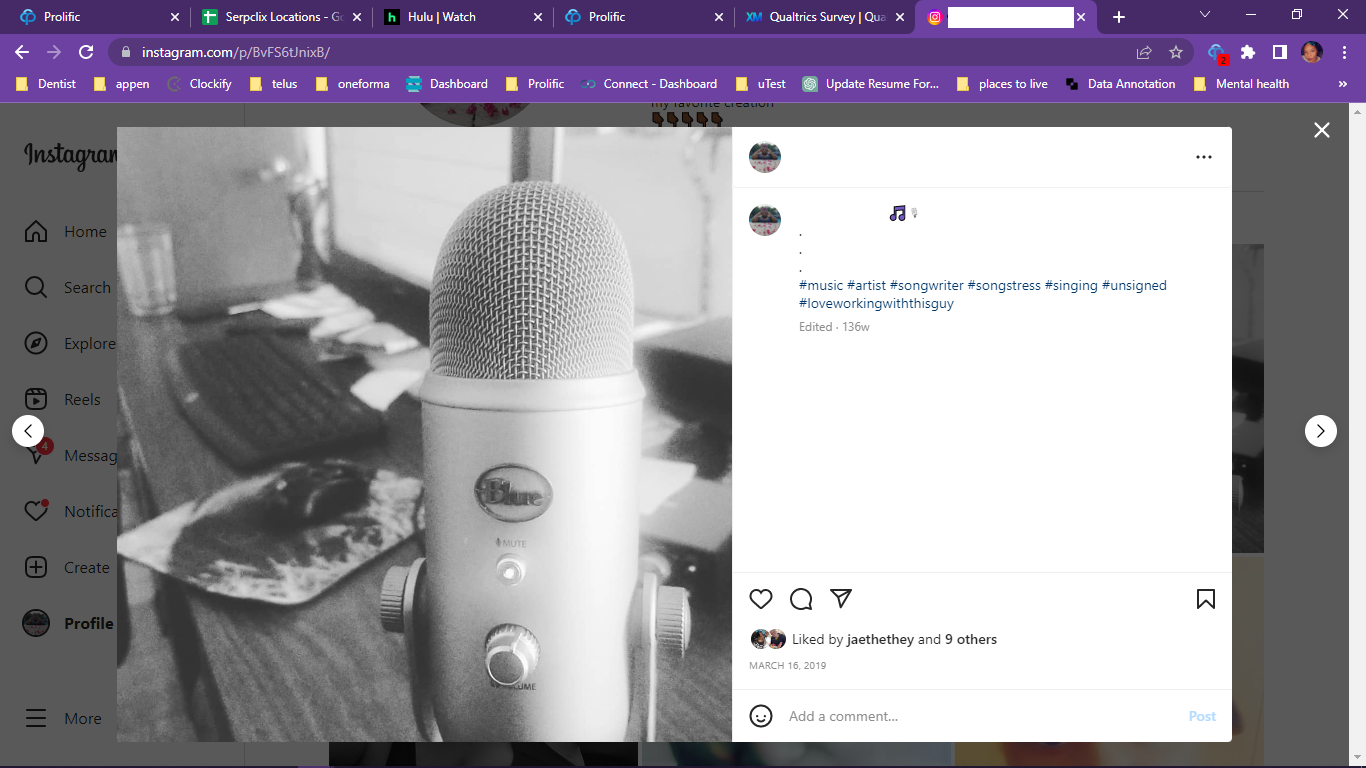 Prolific
Serpclix Locations - Go
Hulu | Watch
Prolific
Qualtrics Survey | Qua
instagram.com/p/BvFS6tJnixB/
2
Dentist
appen
Clockify
telus
oneforma
Dashboard
Prolific
Connect - Dashboard
uTest
Update Resume For...
places to live
Data Annotation
Mental health
»
my favorite creation
Instagram
Home
Search
Explore
Reels
4
Messag
Notifica
Create
Profile
More
Blue
MUTE
VOLUME
.
.
.
#music #artist #songwriter #songstress #singing #unsigned
#loveworkingwiththisguy
Edited · 136w
Liked by jaethethey and 9 others
MARCH 16, 2019
Add a comment...
Post